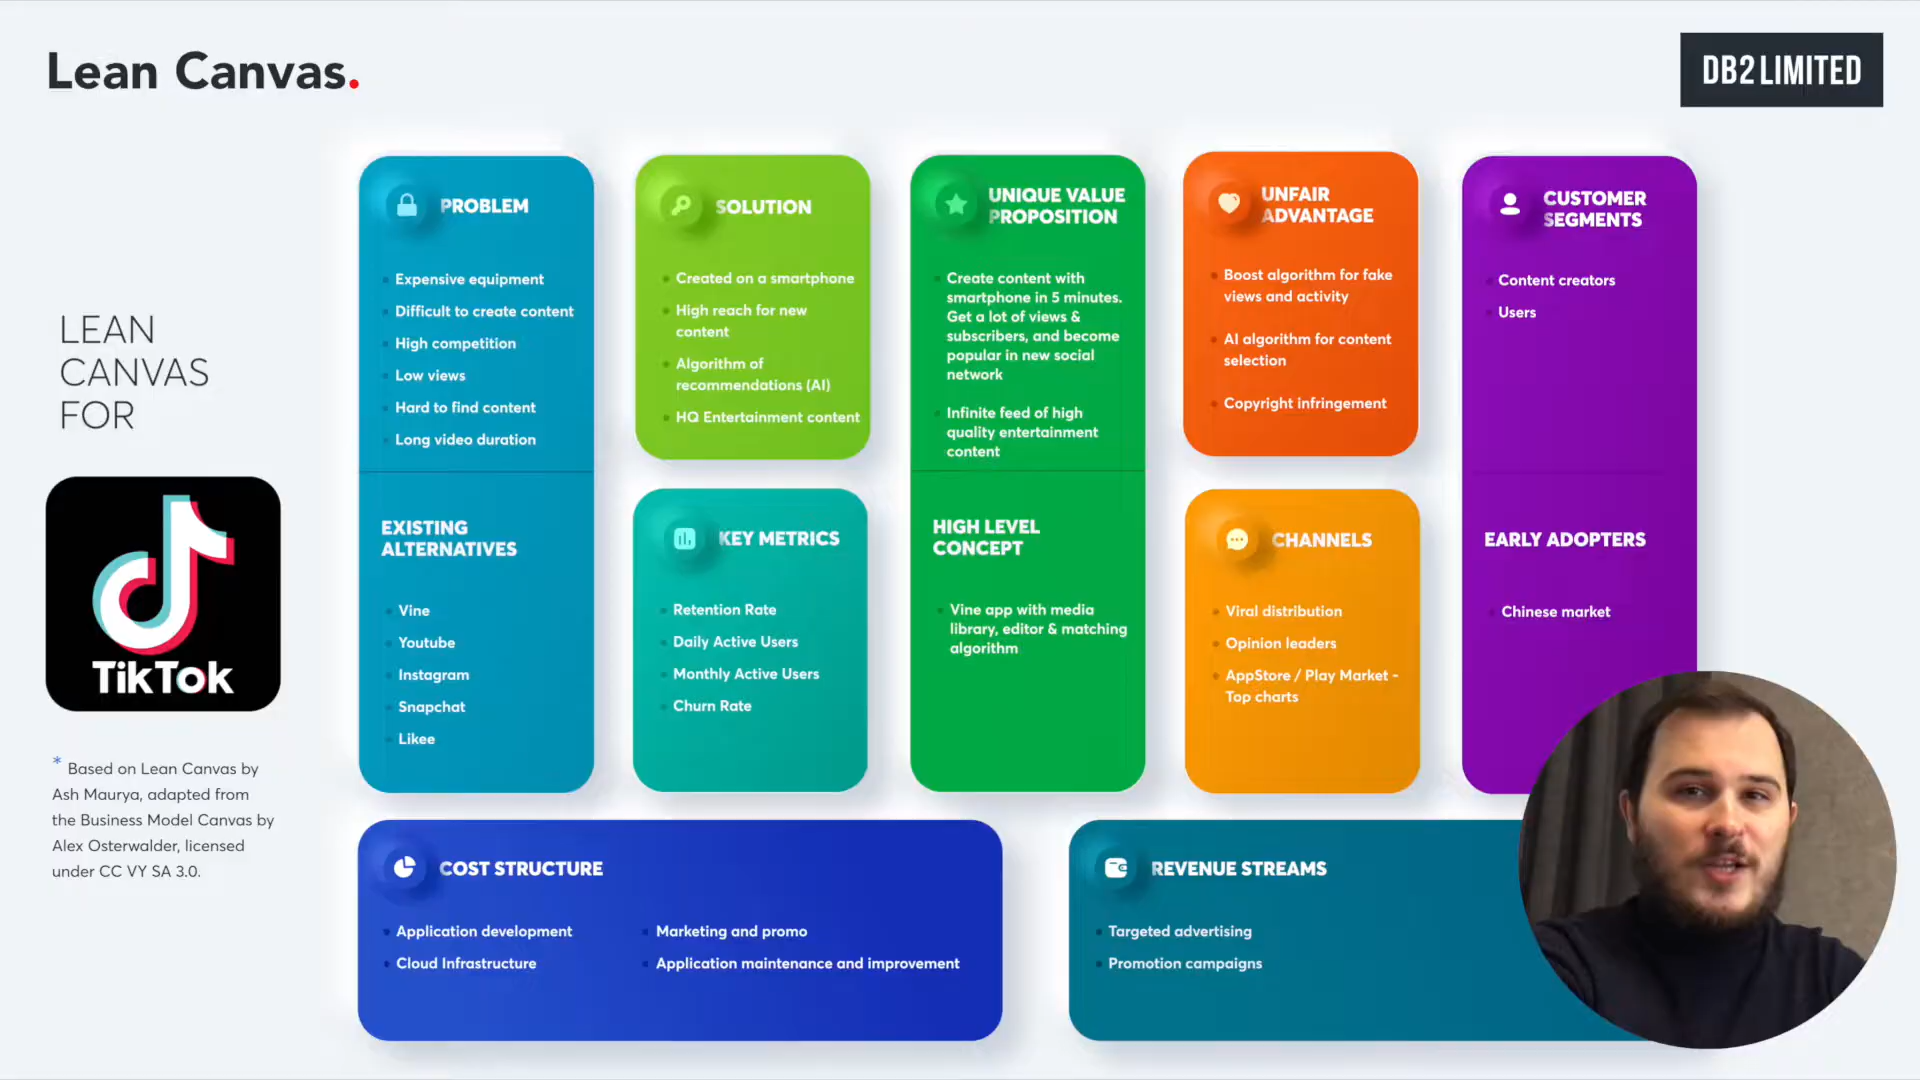 Lean Canvas.
DB2 LIMITED
LEAN
CANVAS
FOR
TikTok
* Based on Lean Canvas by
Ash Maurya, adapted from
the Business Model Canvas by
Alex Osterwalder, licensed
under CC VY SA 3.0.
PROBLEM
Expensive equipment
Difficult to create content
High competition
Low views
Hard to find content
Long video duration
EXISTING
ALTERNATIVES
Vine
Youtube
Instagram
Snapchat
Likee
SOLUTION
Created on a smartphone
High reach for new
content
Algorithm of
recommendations (AI)
HQ Entertainment content
KEY METRICS
Retention Rate
Daily Active Users
Monthly Active Users
Churn Rate
UNIQUE VALUE
PROPOSITION
Create content with
smartphone in 5 minutes.
Get a lot of views &
subscribers, and become
popular in new social
network
Infinite feed of high
quality entertainment
content
HIGH LEVEL
CONCEPT
Vine app with media
library, editor & matching
algorithm
UNFAIR
ADVANTAGE
Boost algorithm for fake
views and activity
AI algorithm for content
selection
Copyright infringement
CHANNELS
Viral distribution
Opinion leaders
AppStore / Play Market -
Top charts
CUSTOMER
SEGMENTS
Content creators
Users
EARLY ADOPTERS
Chinese market
COST STRUCTURE
Application development
Cloud Infrastructure
Marketing and promo
Application maintenance and improvement
REVENUE STREAMS
Targeted advertising
Promotion campaigns